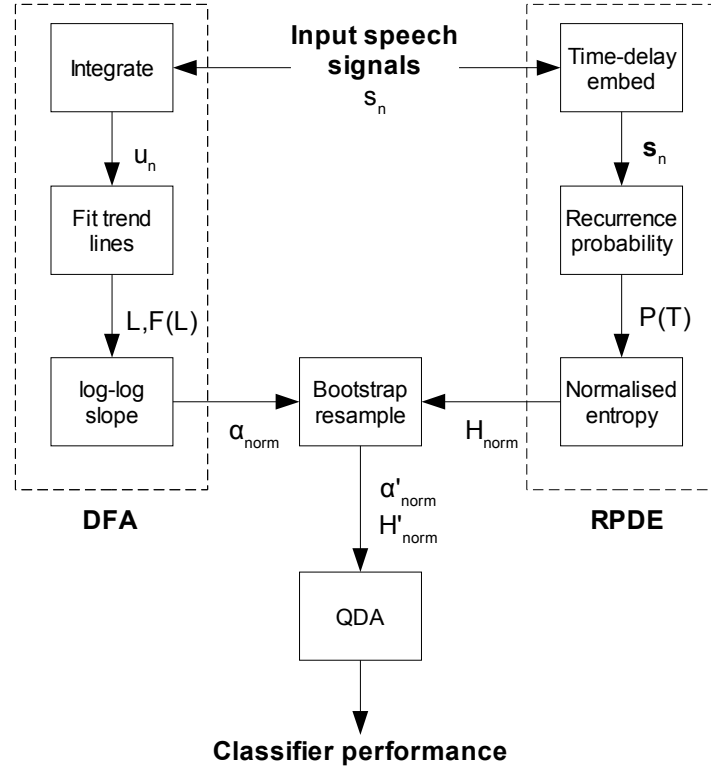 Input speech
signals
s_n
Integrate
Time-delay
embed
u_n
s_n
Fit trend
lines
Recurrence
probability
L,F(L)
P(T)
log-log
slope
Bootstrap
resample
Normalised
entropy
α_norm
H_norm
DFA
α'_norm
H'_norm
RPDE
QDA
Classifier performance